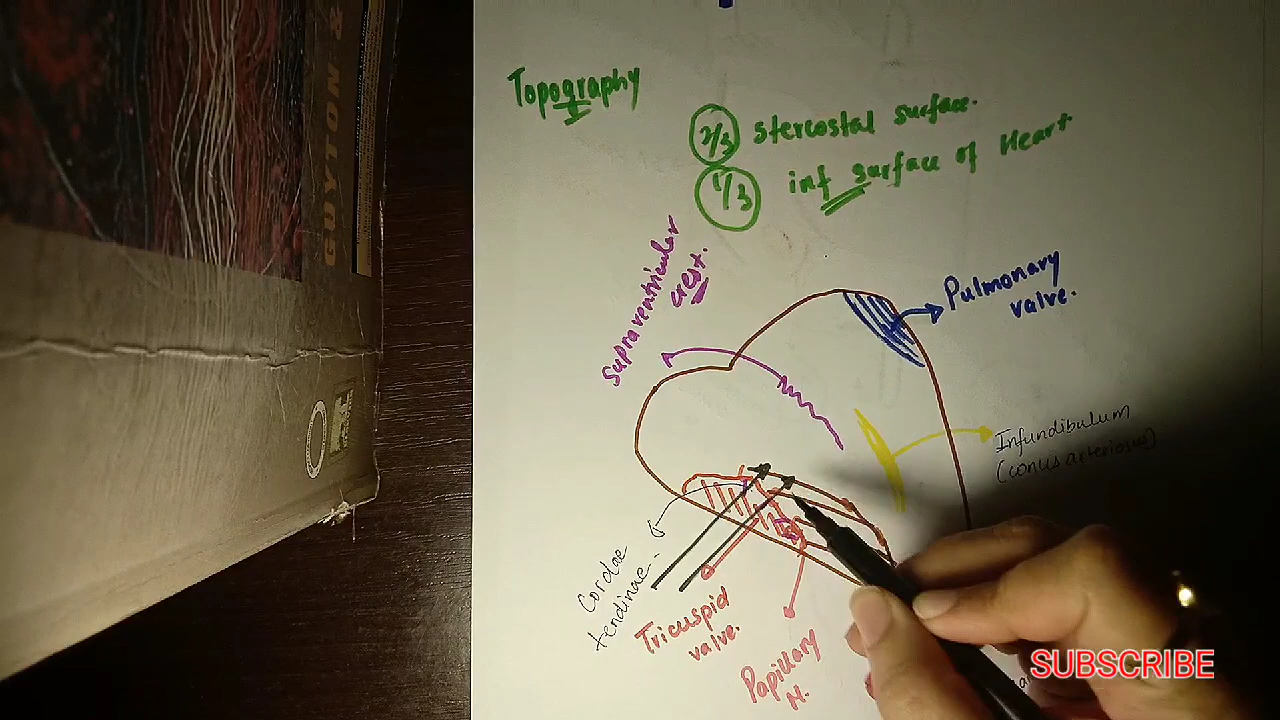 Topography
2/3 stercostal surface.
1/3 inf surface of Heart
supraventricular
crest.
Pulmonary
valve.
Infundibulum
(conus arteriosus)
Cordae
tendinae
Tricuspid
valve.
Papillary
M.
SUBSCRIBE
GUYTON &